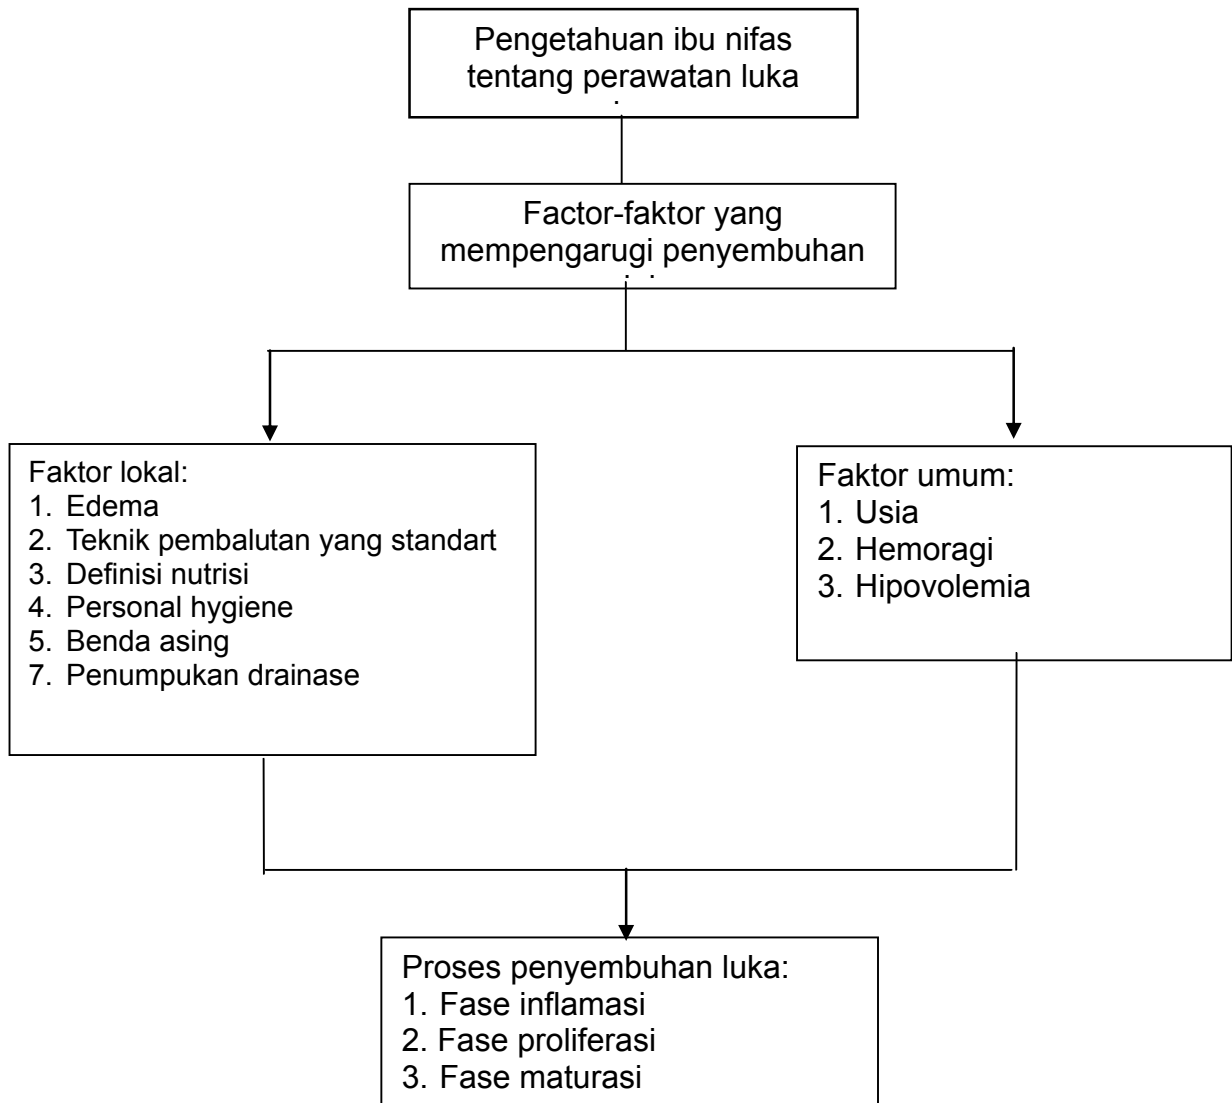 Pengetahuan ibu nifas
tentang perawatan luka
Factor-faktor yang
mempengarugi penyembuhan
Faktor lokal:
1. Edema
2. Teknik pembalutan yang standart
3. Definisi nutrisi
4. Personal hygiene
5. Benda asing
7. Penumpukan drainase
Faktor umum:
1. Usia
2. Hemoragi
3. Hipovolemia
Proses penyembuhan luka:
1. Fase inflamasi
2. Fase proliferasi
3. Fase maturasi